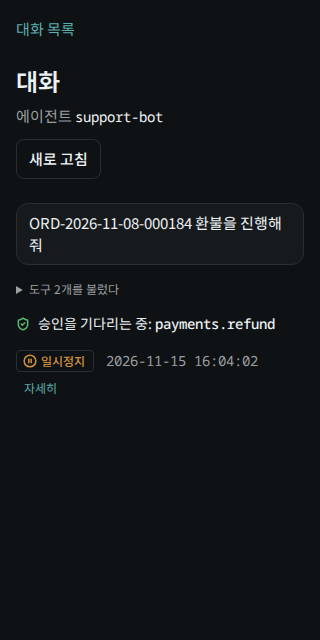 대화 목록
대화
에이전트 support-bot
새로 고침
ORD-2026-11-08-000184 환불을 진행해
줘
▶ 도구 2개를 불렀다
승인을 기다리는 중: payments.refund
일시정지 2026-11-15 16:04:02
자세히